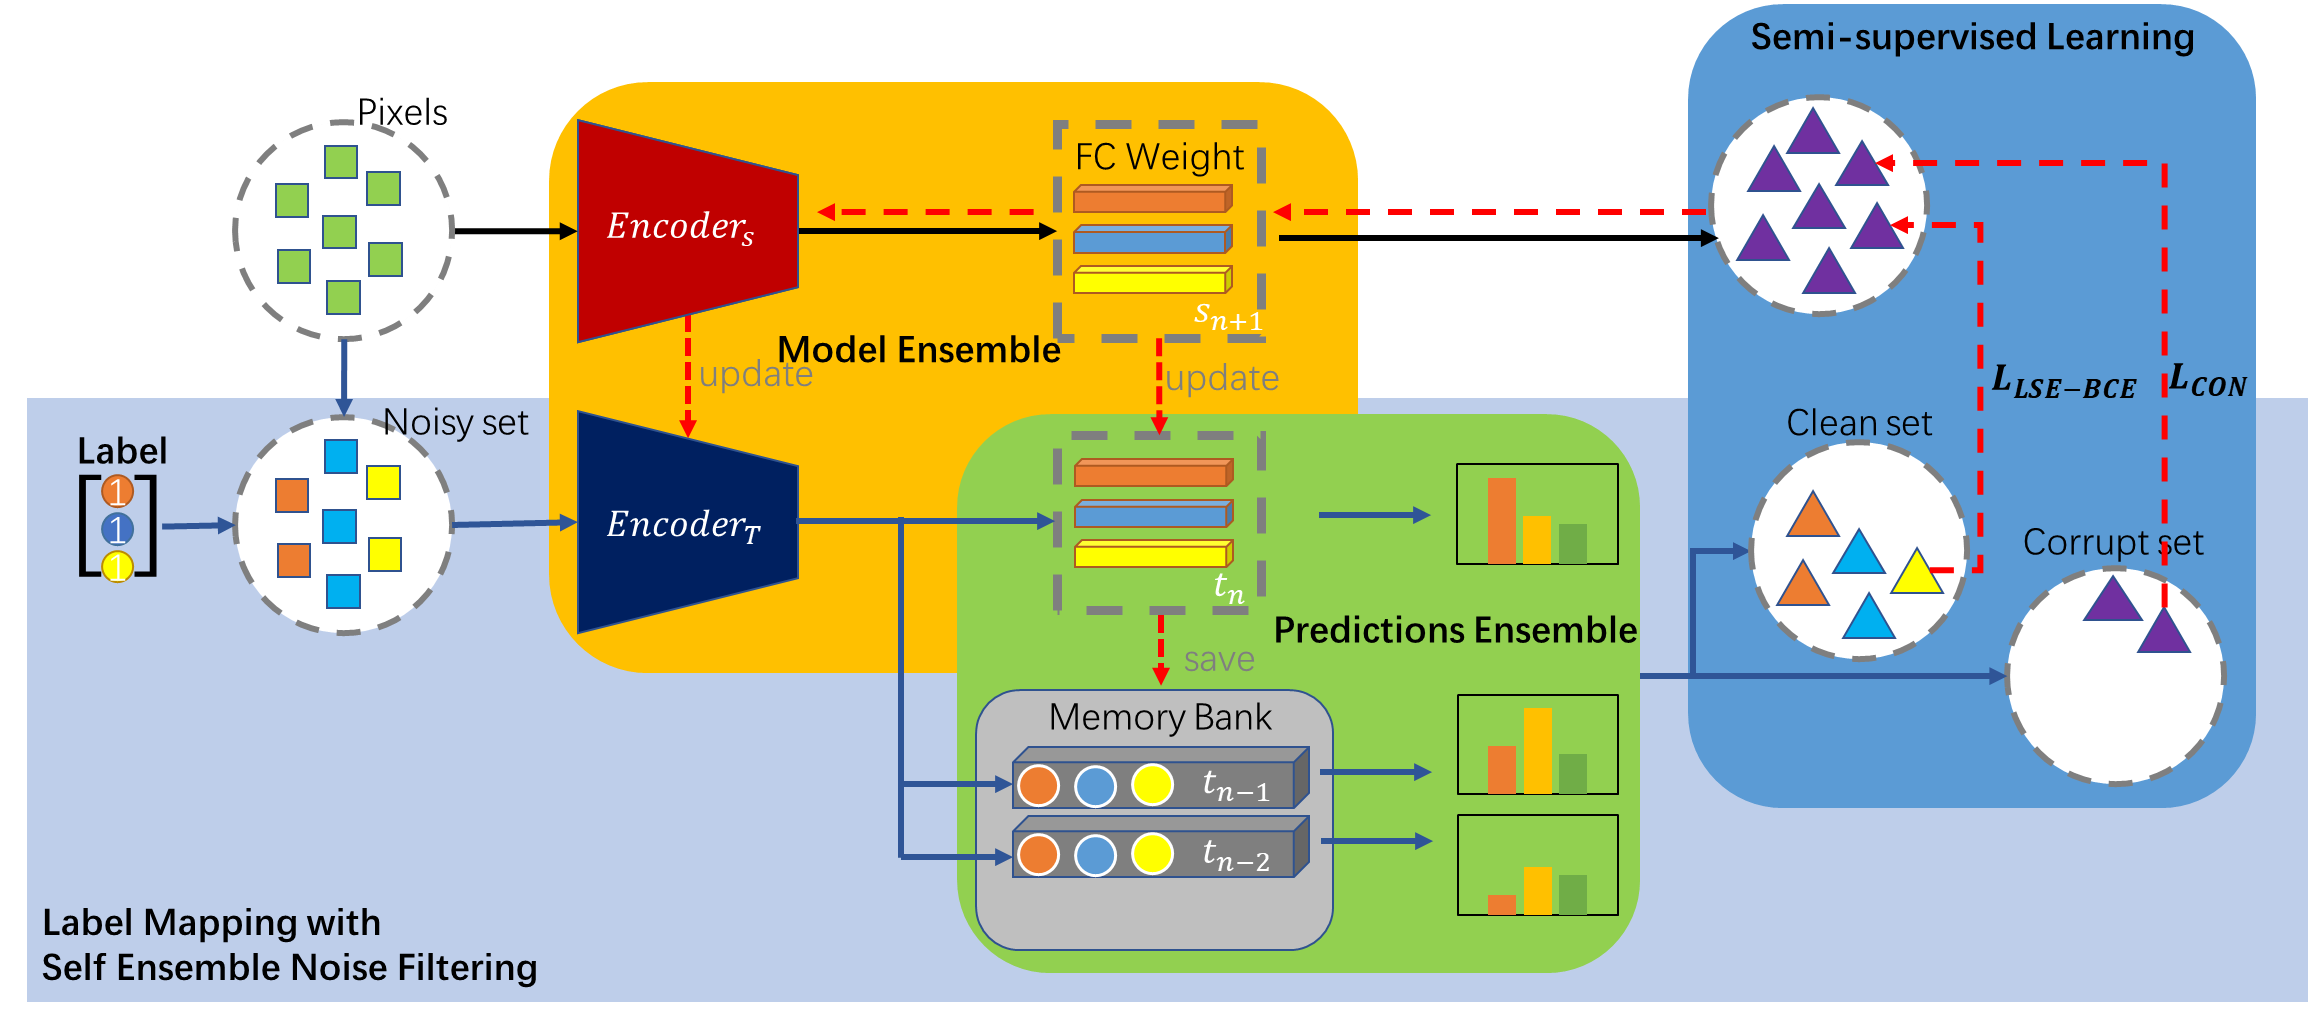 Semi-supervised Learning
Pixels
FC Weight
Encoder_S
s_{n+1}
Model Ensemble
update
update
L_{LSE-BCE}
L_{CON}
Noisy set
Clean set
Label
1
1
1
Encoder_T
t_n
Corrupt set
Predictions Ensemble
save
Memory Bank
t_{n-1}
t_{n-2}
Label Mapping with
Self Ensemble Noise Filtering